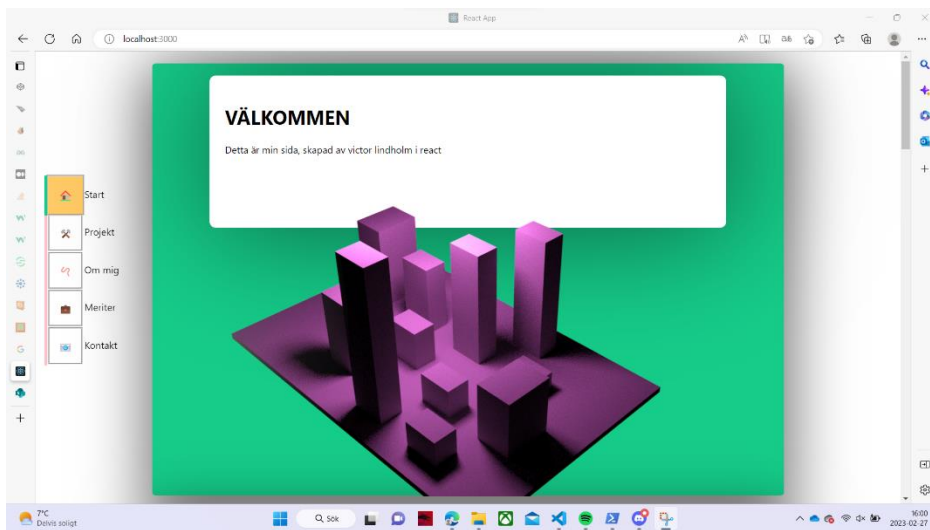 React App
localhost:3000
VÄLKOMMEN
Detta är min sida, skapad av victor lindholm i react
Start
Projekt
Om mig
Meriter
Kontakt
7°C
Delvis soligt
Sök
16:00
2023-02-27